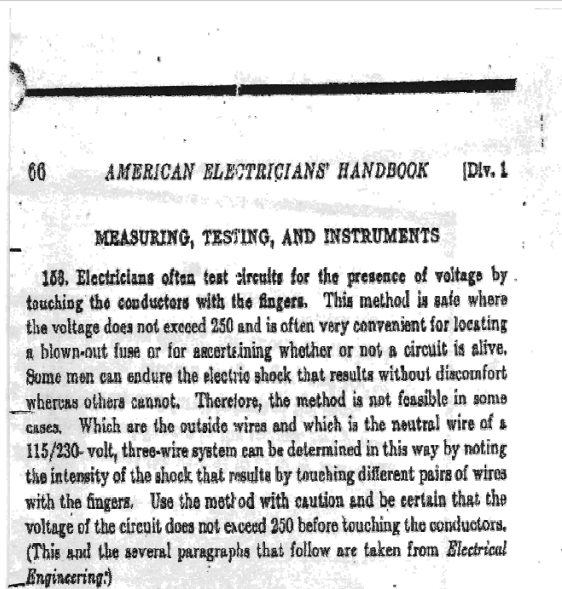 66 AMERICAN ELECTRICIANS' HANDBOOK [Div. 1
MEASURING, TESTING, AND INSTRUMENTS
158. Electricians often test circuits for the presence of voltage by
touching the conductors with the fingers. This method is safe where
the voltage does not exceed 250 and is often very convenient for locating
a blown-out fuse or for ascertaining whether or not a circuit is alive.
Some men can endure the electric shock that results without discomfort
whereas others cannot. Therefore, the method is not feasible in some
cases. Which are the outside wires and which is the neutral wire of a
115/230- volt, three-wire system can be determined in this way by noting
the intensity of the shock that results by touching different pairs of wires
with the fingers. Use the method with caution and be certain that the
voltage of the circuit does not exceed 250 before touching the conductors.
(This and the several paragraphs that follow are taken from Electrical
Engineering.)